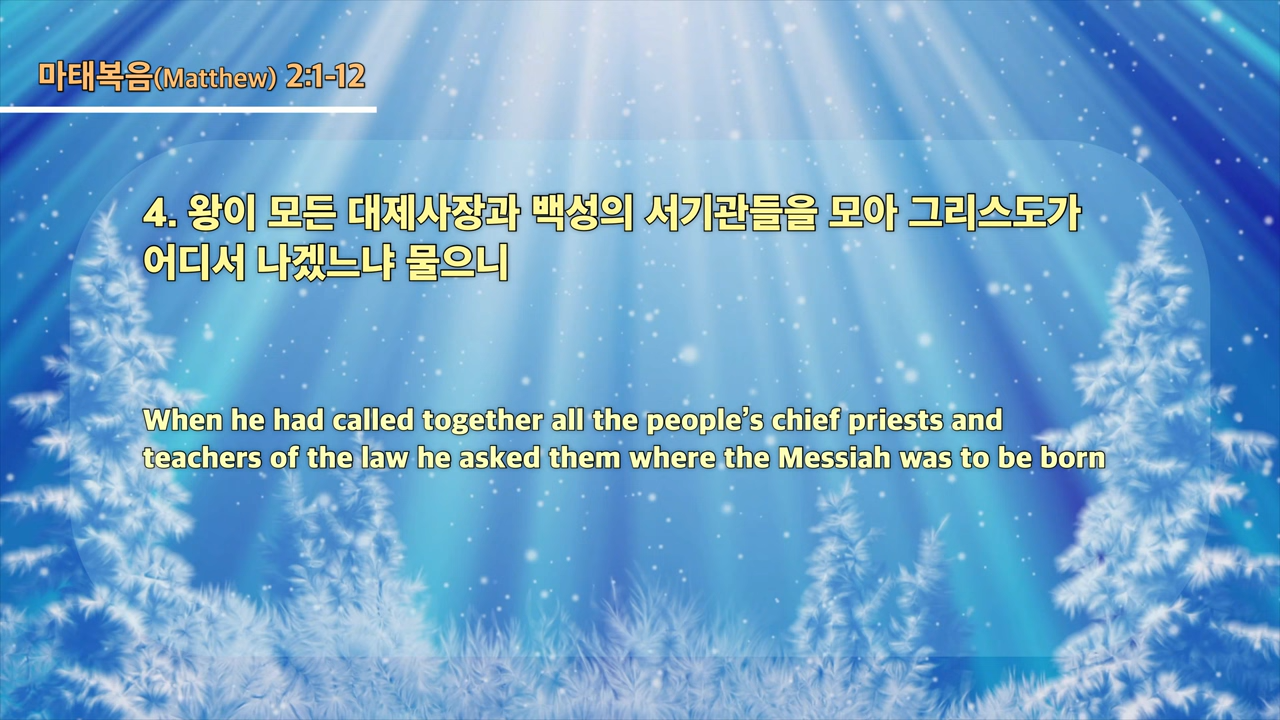 마태복음(Matthew) 2:1-12
4. 왕이 모든 대제사장과 백성의 서기관들을 모아 그리스도가
어디서 나겠느냐 물으니
When he had called together all the people’s chief priests and
teachers of the law he asked them where the Messiah was to be born